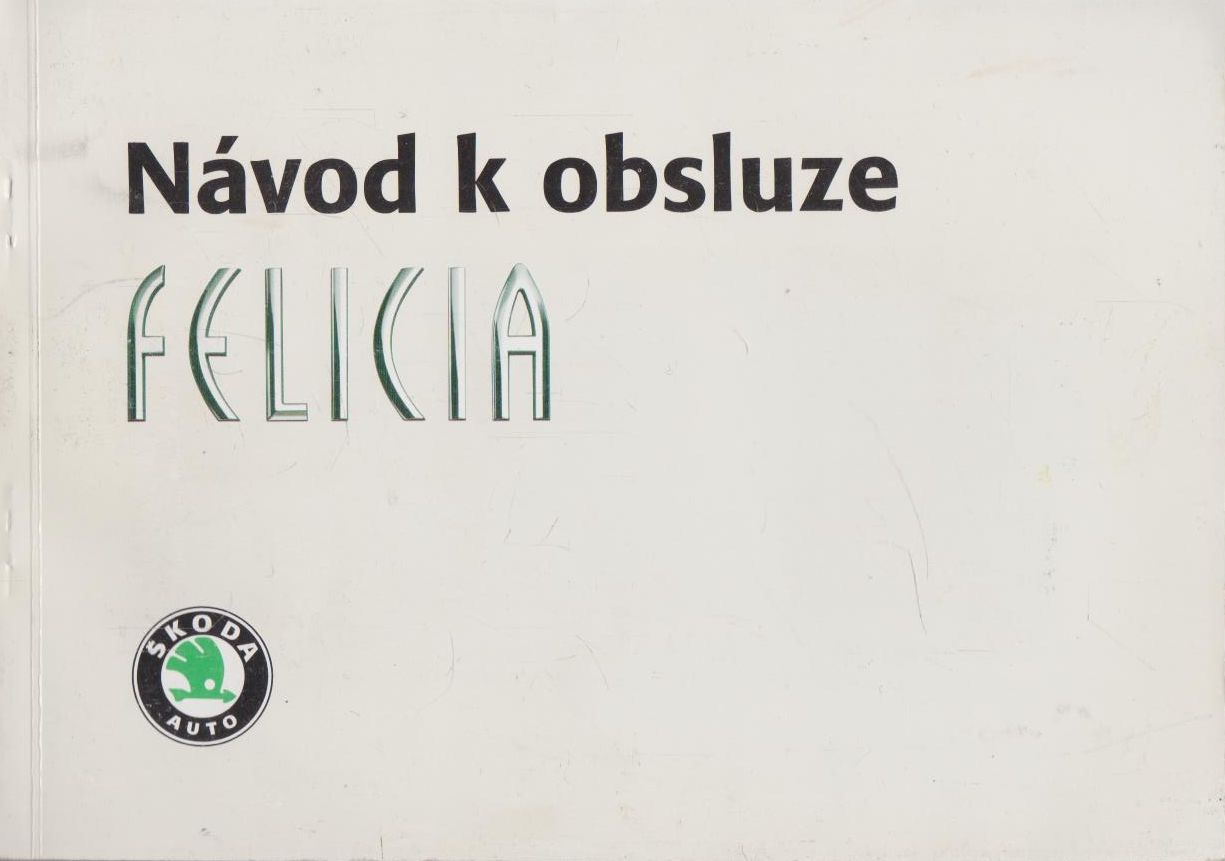 Návod k obsluze
FELICIA
ŠKODA
AUTO